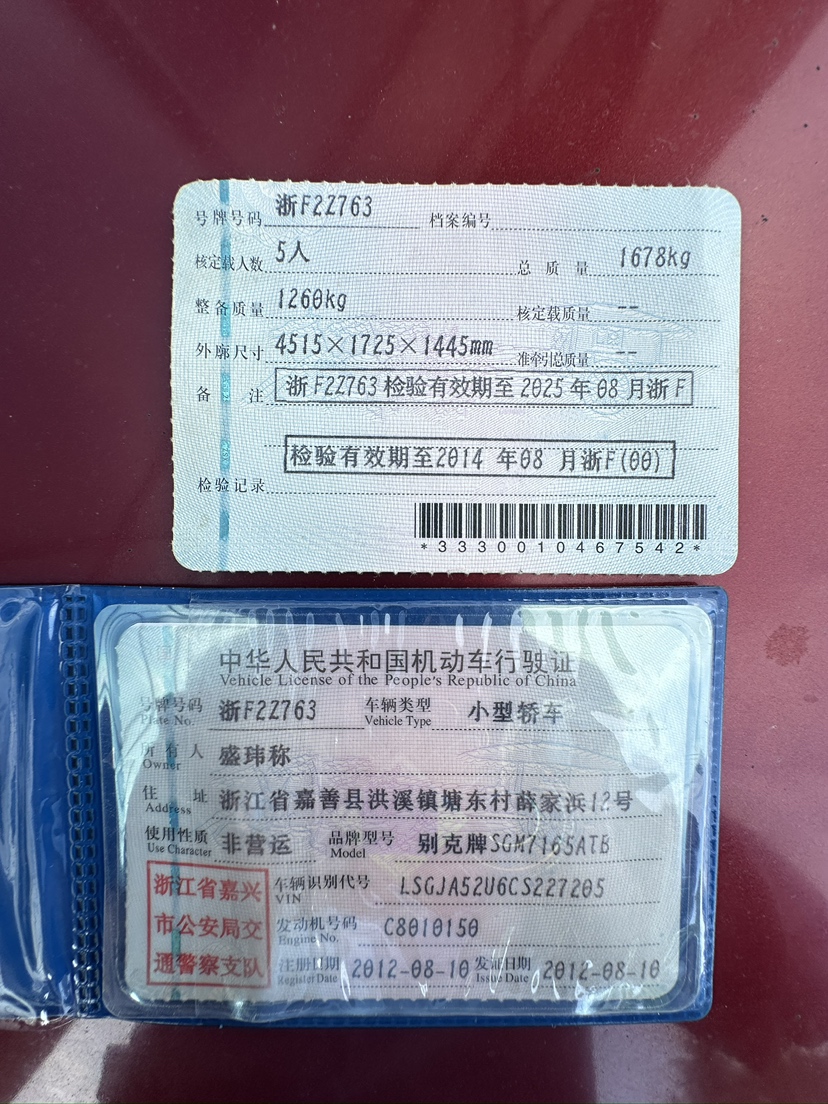 号牌号码 浙F2Z763 档案编号
核定载人数 5人 总质量 1678kg
整备质量 1260kg 核定载质量 --
外廓尺寸 4515×1725×1445mm 准牵引总质量 --
备注 浙F2Z763检验有效期至2025年08月浙F
检验有效期至2014年08月浙F(00)
检验记录
*3330010467542*
中华人民共和国机动车行驶证
Vehicle License of the People's Republic of China
号牌号码 浙F2Z763 车辆类型 小型轿车
Plate No. Vehicle Type
所有人 盛玮称
Owner
住址 浙江省嘉善县洪溪镇塘东村薛家浜12号
Address
使用性质 非营运 品牌型号 别克牌SGM7165ATB
Use Character Model
浙江省嘉兴 车辆识别代号 LSGJA52U6CS227205
VIN
市公安局交 发动机号码 C8010150
Engine No.
通警察支队 注册日期 2012-08-10 发证日期 2012-08-10
Register Date Issue Date